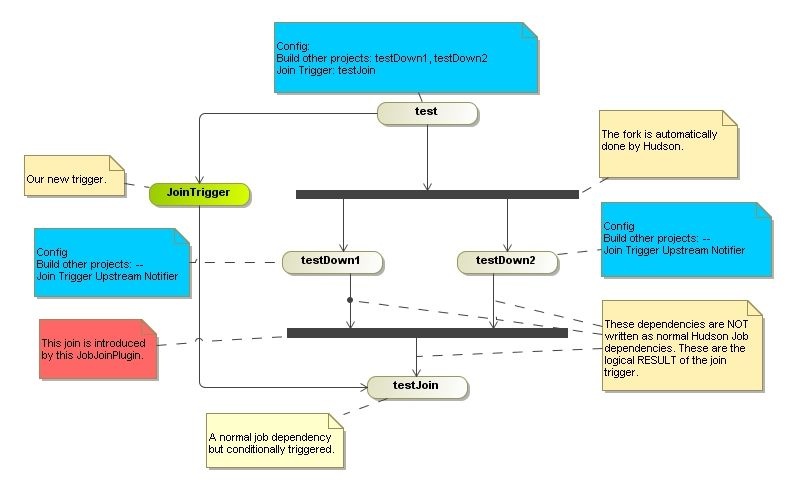 Config:
Build other projects: testDown1, testDown2
Join Trigger: testJoin
test
The fork is automatically
done by Hudson.
Our new trigger.
JoinTrigger
Config
Build other projects: --
Join Trigger Upstream Notifier
testDown1
testDown2
Config
Build other projects: --
Join Trigger Upstream Notifier
This join is introduced
by this JobJoinPlugin.
These dependencies are NOT
written as normal Hudson Job
dependencies. These are the
logical RESULT of the join
trigger.
testJoin
A normal job dependency
but conditionally triggered.